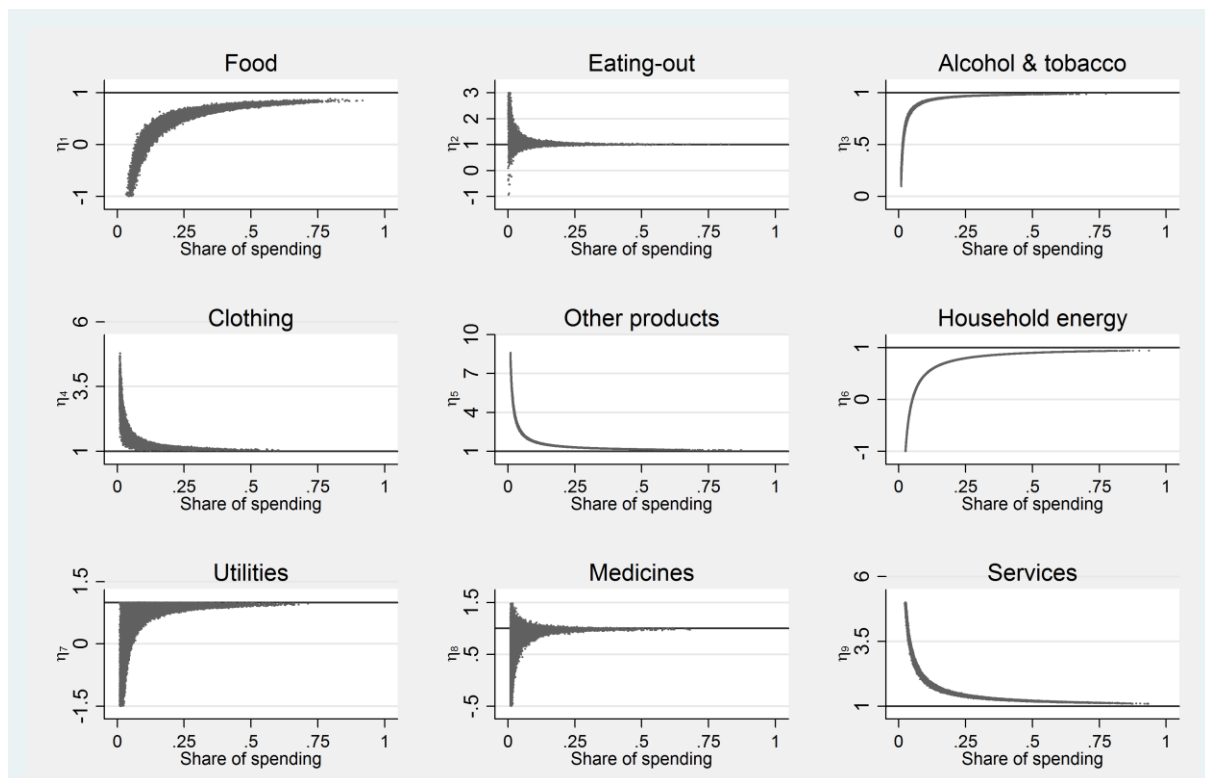 Food
Eating-out
Alcohol & tobacco
η1
-1 0 1
0 .25 .5 .75 1
Share of spending
η2
-1 0 1 2 3
0 .25 .5 .75 1
Share of spending
η3
0 .5 1
0 .25 .5 .75 1
Share of spending
Clothing
Other products
Household energy
η4
1 3.5 6
0 .25 .5 .75 1
Share of spending
η5
1 4 7 10
0 .25 .5 .75 1
Share of spending
η6
-1 0 1
0 .25 .5 .75 1
Share of spending
Utilities
Medicines
Services
η7
-1.5 0 1.5
0 .25 .5 .75 1
Share of spending
η8
-.5 .5 1.5
0 .25 .5 .75 1
Share of spending
η9
1 3.5 6
0 .25 .5 .75 1
Share of spending